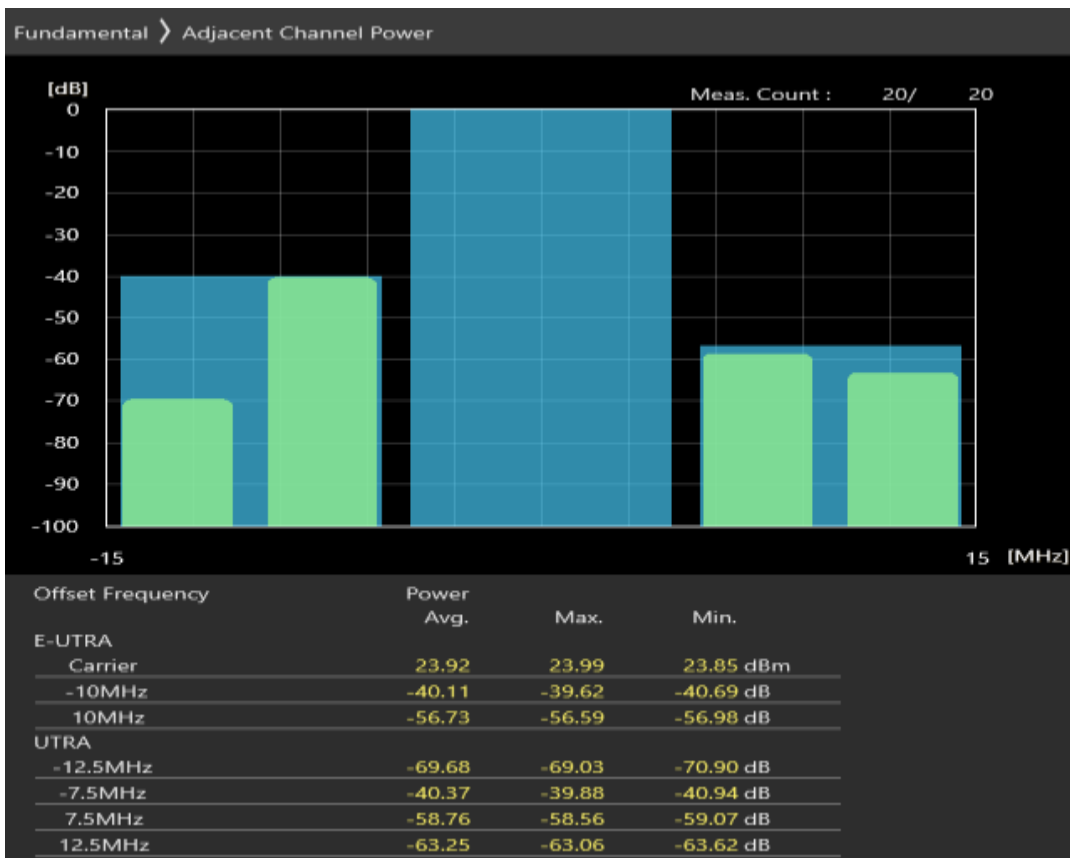 Fundamental 〉 Adjacent Channel Power
[dB]
Meas. Count : 20/ 20
0
-10
-20
-30
-40
-50
-60
-70
-80
-90
-100
-15 15 [MHz]
Offset Frequency Power
Avg. Max. Min.
E-UTRA
Carrier 23.92 23.99 23.85 dBm
-10MHz -40.11 -39.62 -40.69 dB
10MHz -56.73 -56.59 -56.98 dB
UTRA
-12.5MHz -69.68 -69.03 -70.90 dB
-7.5MHz -40.37 -39.88 -40.94 dB
7.5MHz -58.76 -58.56 -59.07 dB
12.5MHz -63.25 -63.06 -63.62 dB